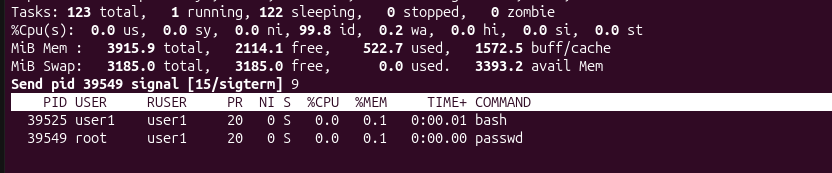 Tasks: 123 total,   1 running, 122 sleeping,   0 stopped,   0 zombie
%Cpu(s):  0.0 us,  0.0 sy,  0.0 ni, 99.8 id,  0.2 wa,  0.0 hi,  0.0 si,  0.0 st
MiB Mem :   3915.9 total,   2114.1 free,    522.7 used,   1572.5 buff/cache
MiB Swap:   3185.0 total,   3185.0 free,      0.0 used.   3393.2 avail Mem
Send pid 39549 signal [15/sigterm] 9
    PID USER     RUSER     PR  NI S  %CPU  %MEM     TIME+ COMMAND
  39525 user1    user1     20   0 S   0.0   0.1   0:00.01 bash
  39549 root     user1     20   0 S   0.0   0.1   0:00.00 passwd